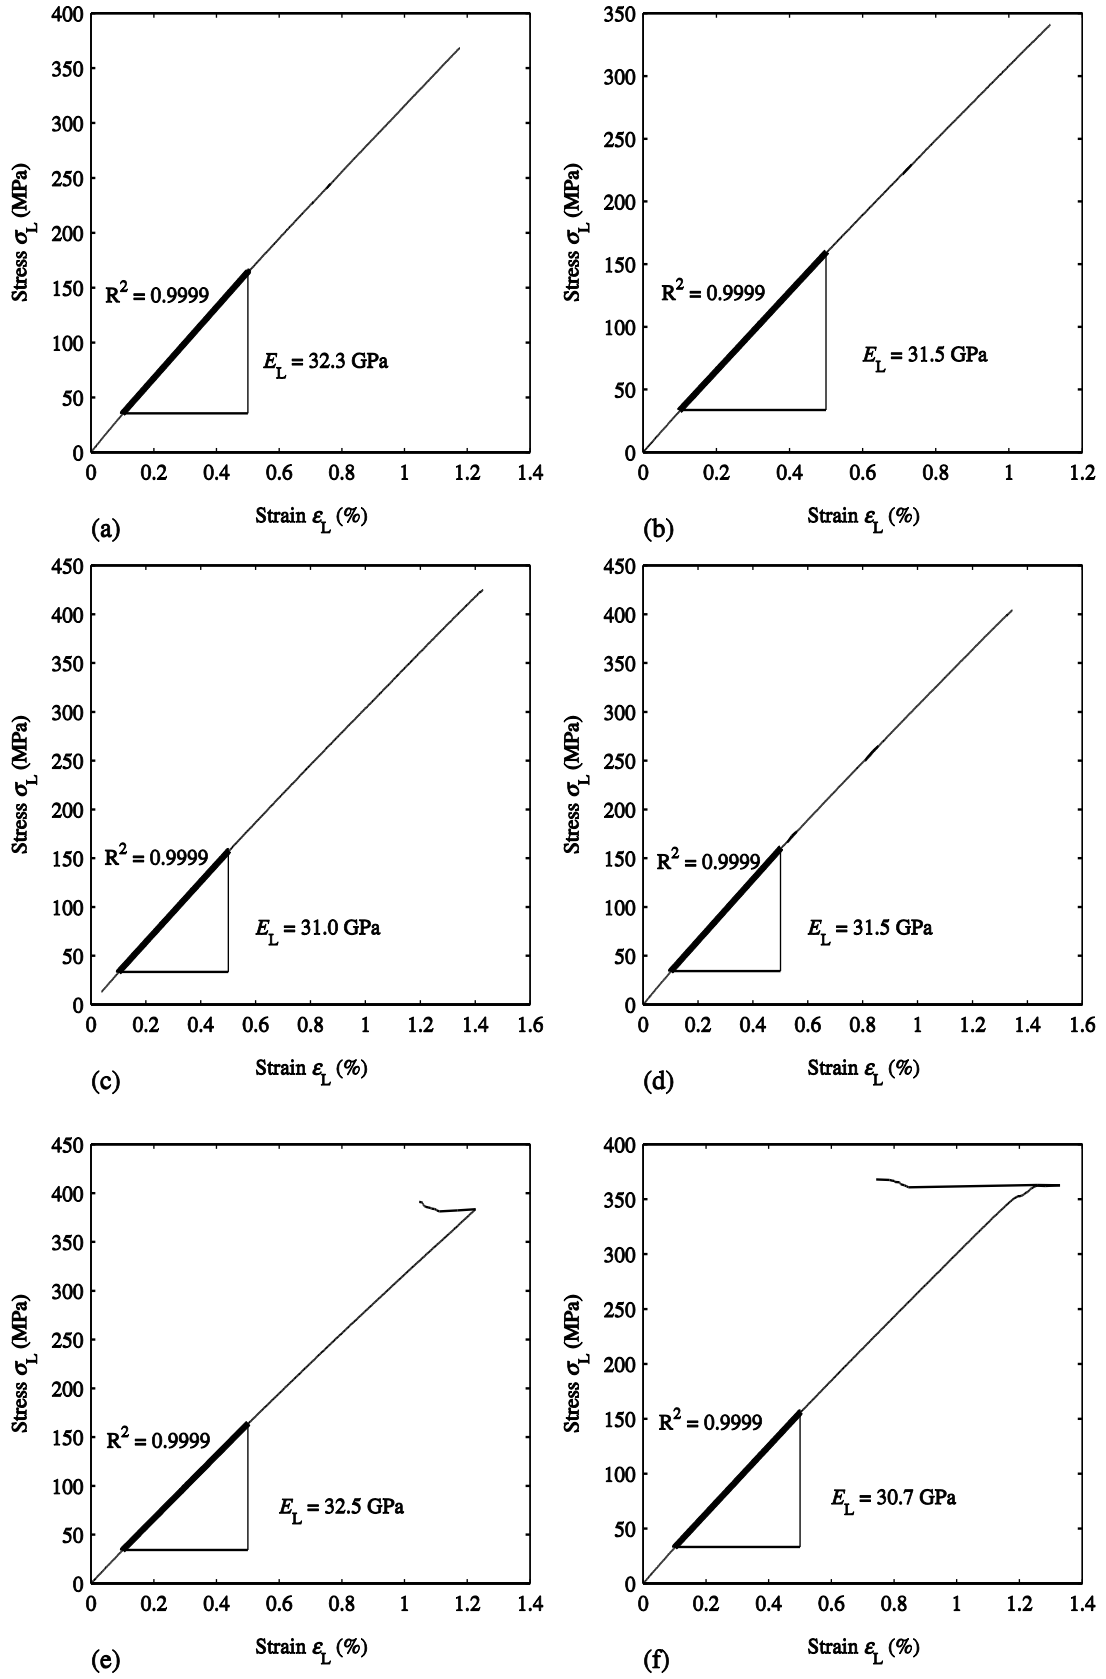 400
350
300
250
200
150
100
50
0
Stress σL (MPa)
R2 = 0.9999
EL = 32.3 GPa
0 0.2 0.4 0.6 0.8 1 1.2 1.4
Strain εL (%)
(a)
350
300
250
200
150
100
50
0
Stress σL (MPa)
R2 = 0.9999
EL = 31.5 GPa
0 0.2 0.4 0.6 0.8 1 1.2
Strain εL (%)
(b)
450
400
350
300
250
200
150
100
50
0
Stress σL (MPa)
R2 = 0.9999
EL = 31.0 GPa
0 0.2 0.4 0.6 0.8 1 1.2 1.4 1.6
Strain εL (%)
(c)
450
400
350
300
250
200
150
100
50
0
Stress σL (MPa)
R2 = 0.9999
EL = 31.5 GPa
0 0.2 0.4 0.6 0.8 1 1.2 1.4 1.6
Strain εL (%)
(d)
450
400
350
300
250
200
150
100
50
0
Stress σL (MPa)
R2 = 0.9999
EL = 32.5 GPa
0 0.2 0.4 0.6 0.8 1 1.2 1.4
Strain εL (%)
(e)
400
350
300
250
200
150
100
50
0
Stress σL (MPa)
R2 = 0.9999
EL = 30.7 GPa
0 0.2 0.4 0.6 0.8 1 1.2 1.4
Strain εL (%)
(f)